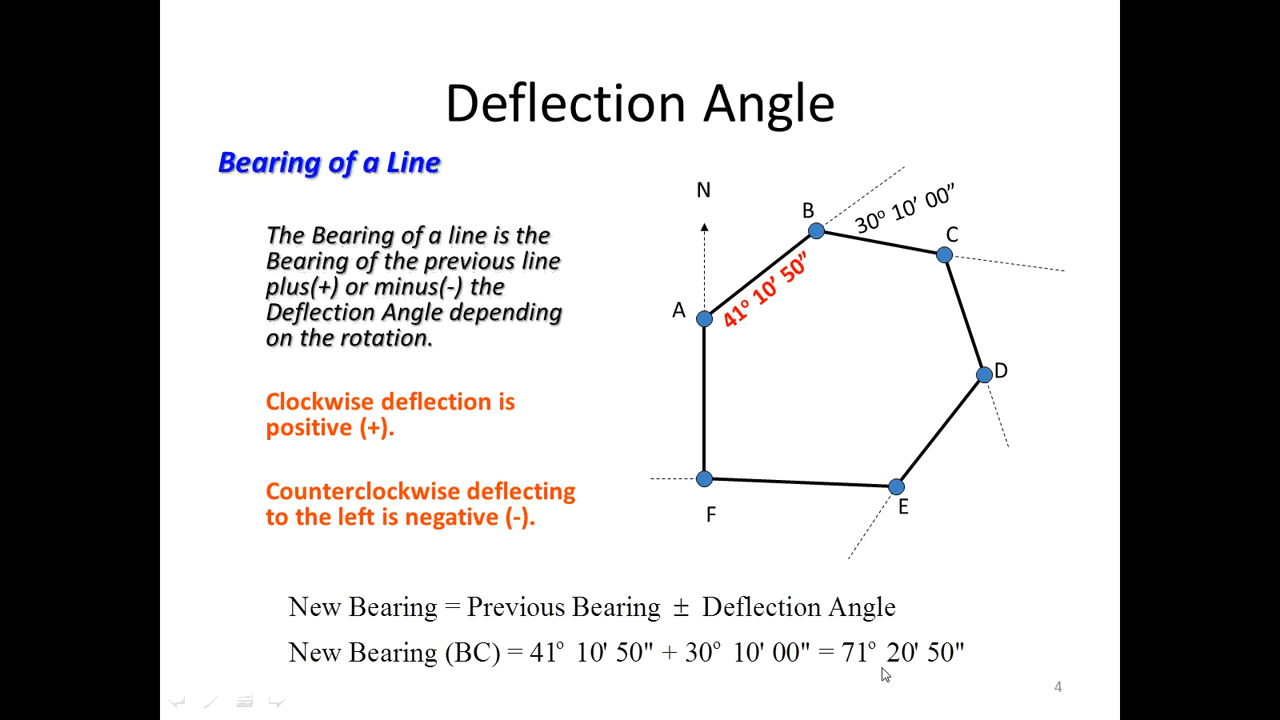 Deflection Angle
Bearing of a Line
The Bearing of a line is the
Bearing of the previous line
plus(+) or minus(-) the
Deflection Angle depending
on the rotation.
Clockwise deflection is
positive (+).
Counterclockwise deflecting
to the left is negative (-).
N
B
30º 10’ 00”
C
41º 10’ 50”
A
D
E
F
New Bearing = Previous Bearing ± Deflection Angle
New Bearing (BC) = 41° 10' 50" + 30° 10' 00" = 71° 20' 50"
4